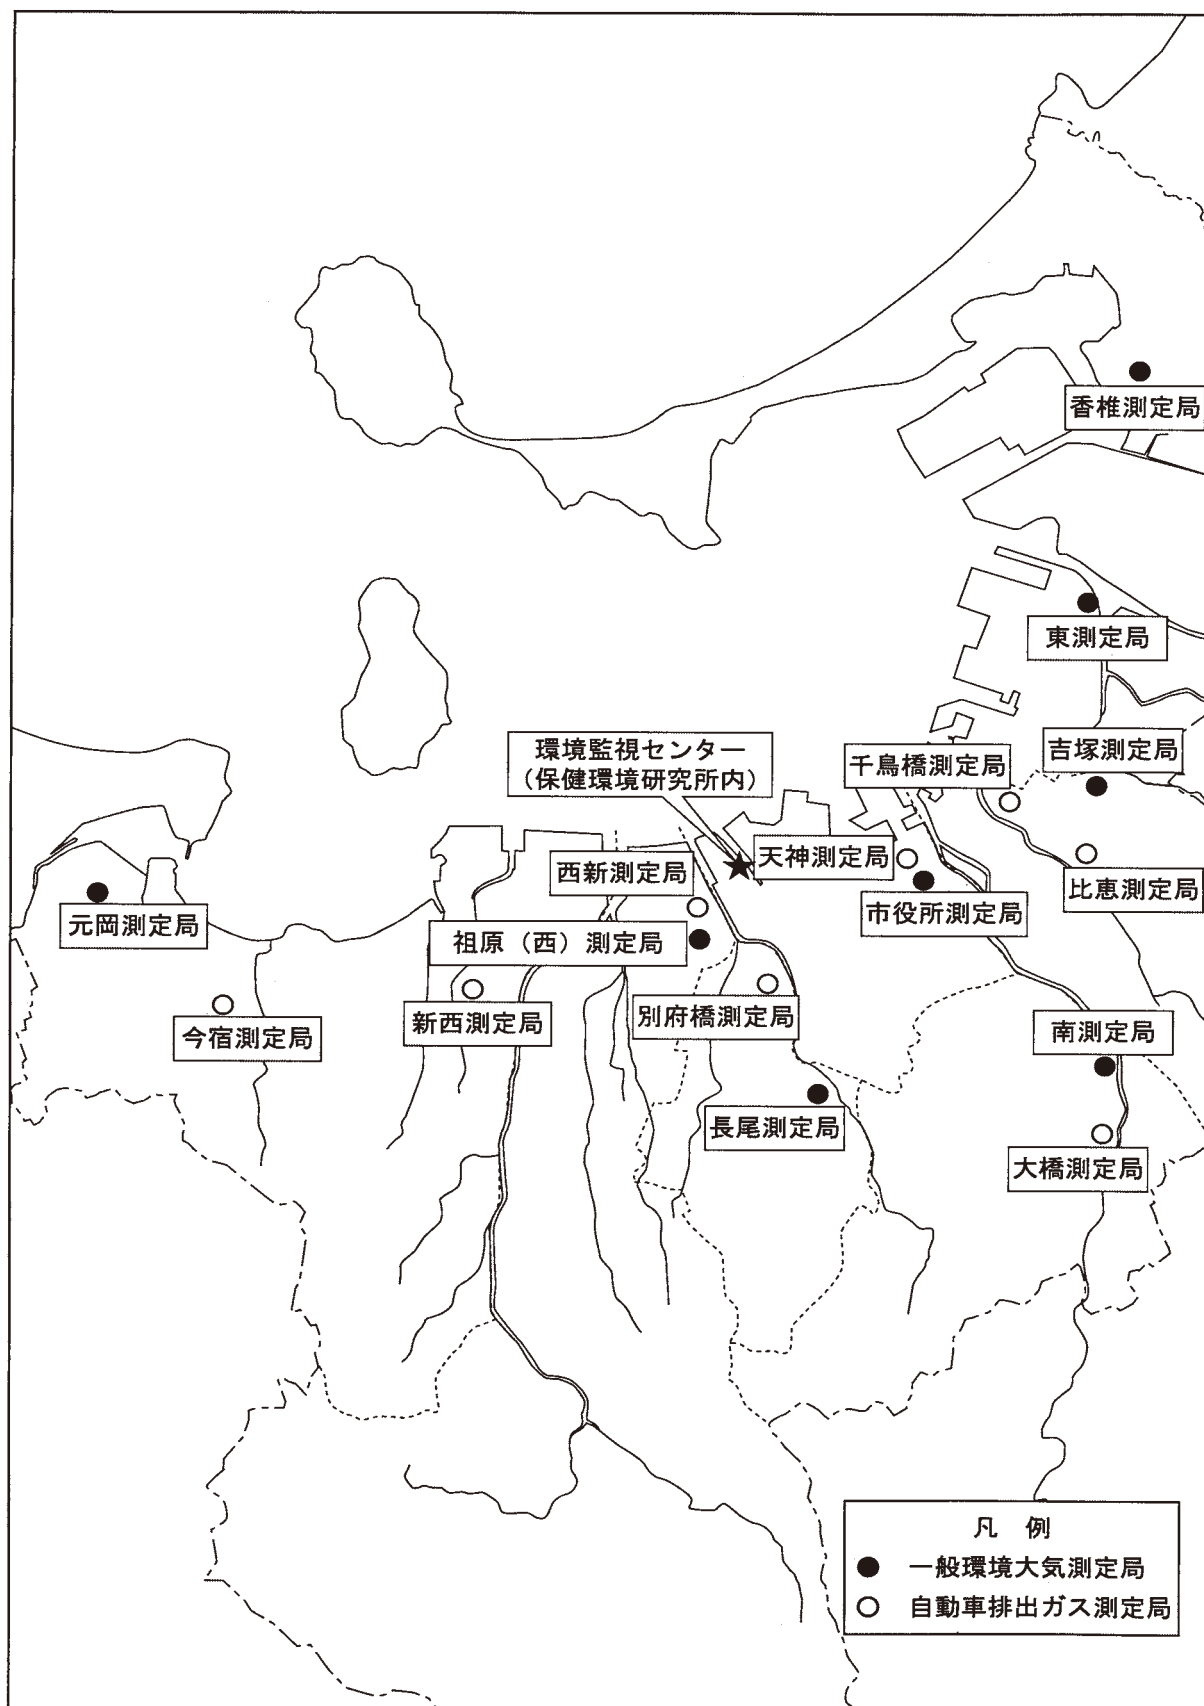 香椎測定局
東測定局
吉塚測定局
環境監視センター
（保健環境研究所内）
千鳥橋測定局
天神測定局
西新測定局
比恵測定局
市役所測定局
元岡測定局
祖原（西）測定局
別府橋測定局
新西測定局
今宿測定局
南測定局
長尾測定局
大橋測定局
凡 例
一般環境大気測定局
自動車排出ガス測定局